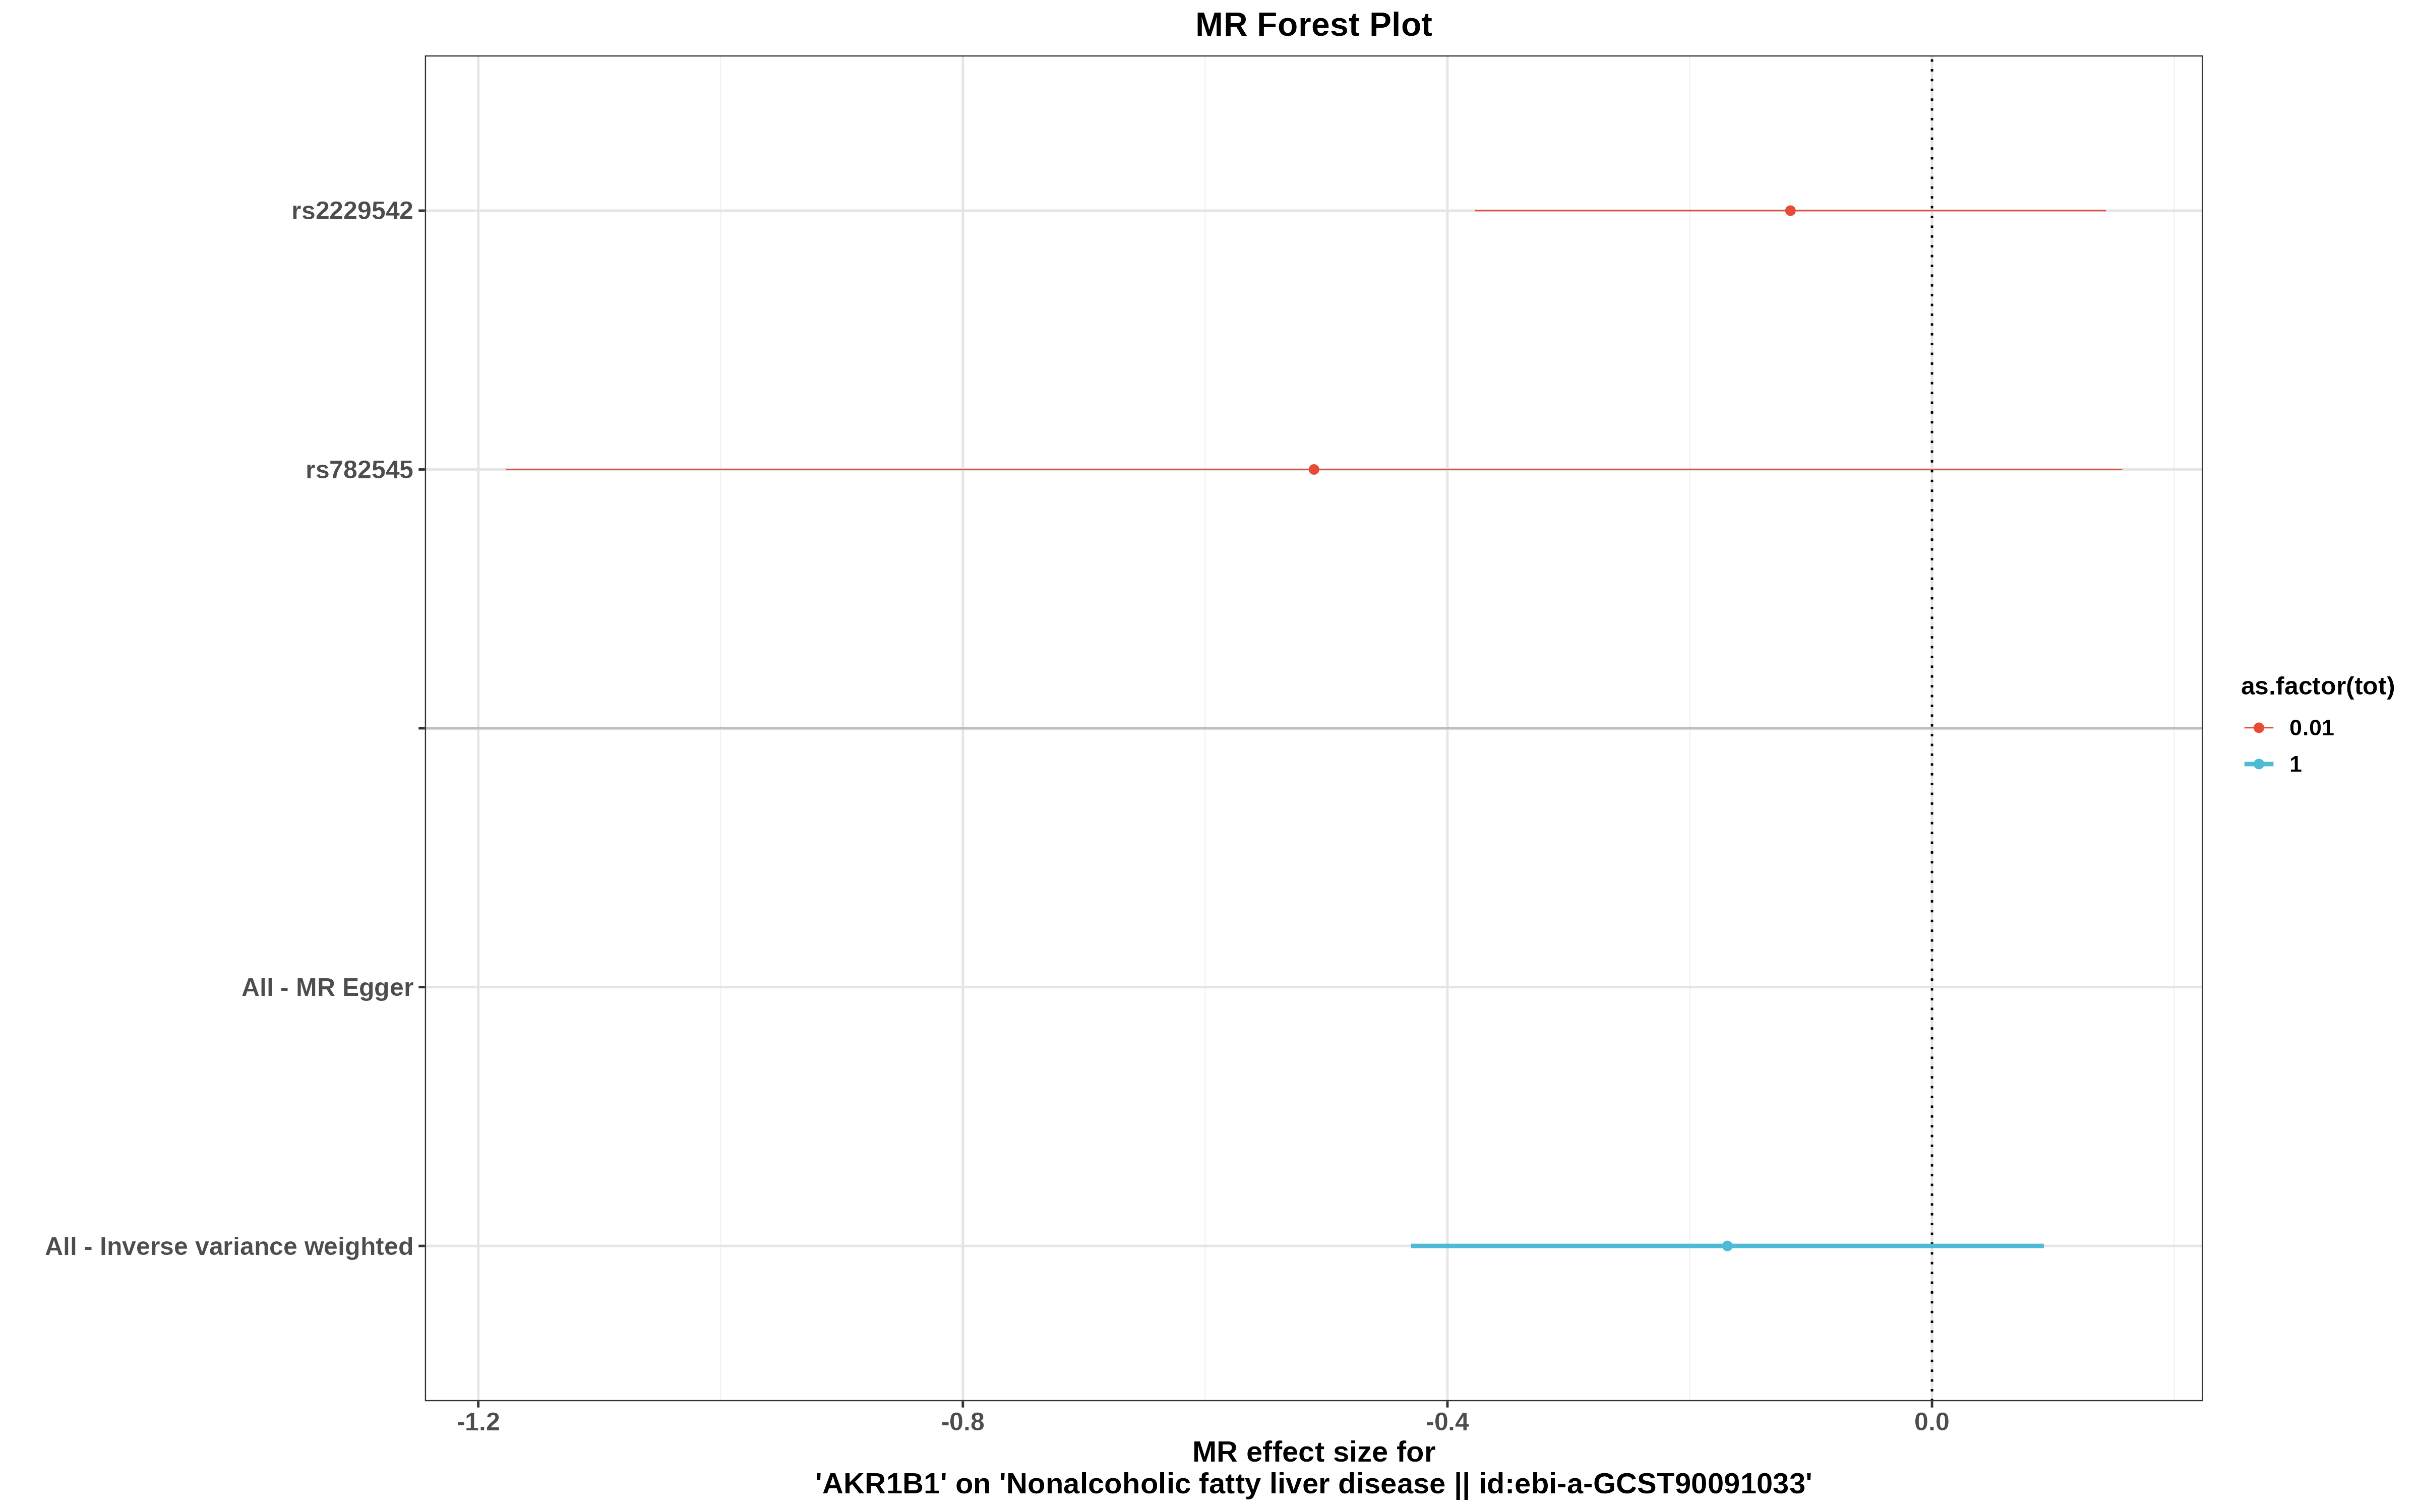 MR Forest Plot
rs2229542
rs782545
All - MR Egger
All - Inverse variance weighted
as.factor(tot)
0.01
1
-1.2 -0.8 -0.4 0.0
MR effect size for
'AKR1B1' on 'Nonalcoholic fatty liver disease || id:ebi-a-GCST90091033'